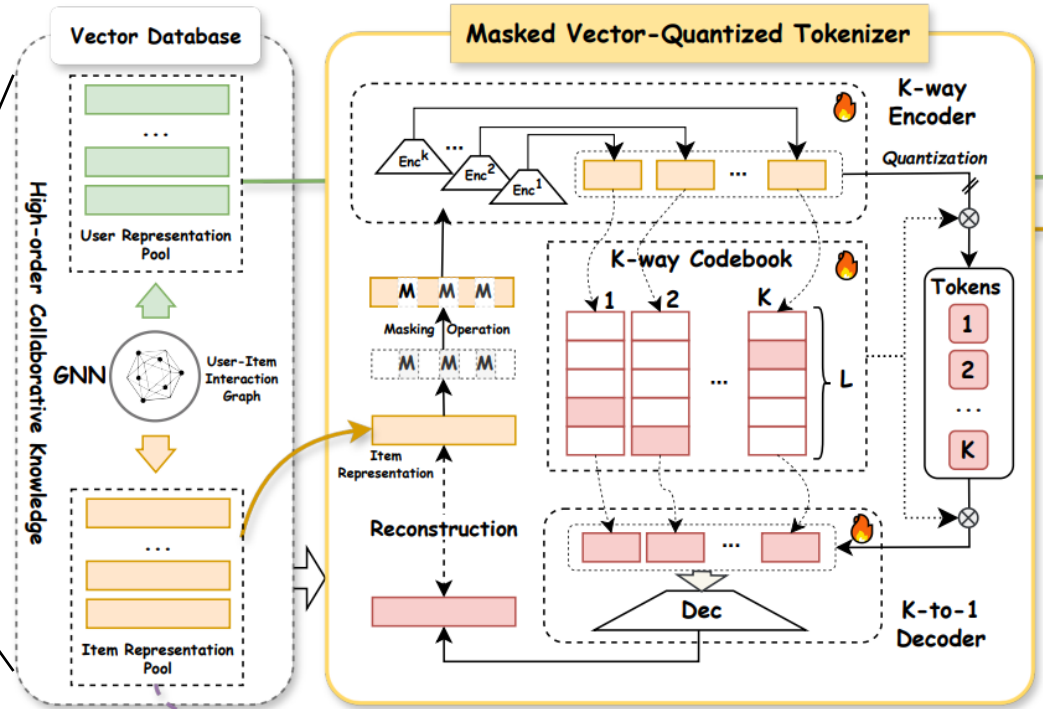 Vector Database
...
User Representation
Pool
High-order Collaborative Knowledge
GNN
User-Item
Interaction
Graph
...
Item Representation
Pool
Masked Vector-Quantized Tokenizer
K-way
Encoder
Enc^k
...
Enc^2
Enc^1
...
Quantization
M M M
Masking Operation
M M M
Item
Representation
Reconstruction
K-way Codebook
1 2 K
...
L
Tokens
1
2
...
K
...
Dec
K-to-1
Decoder